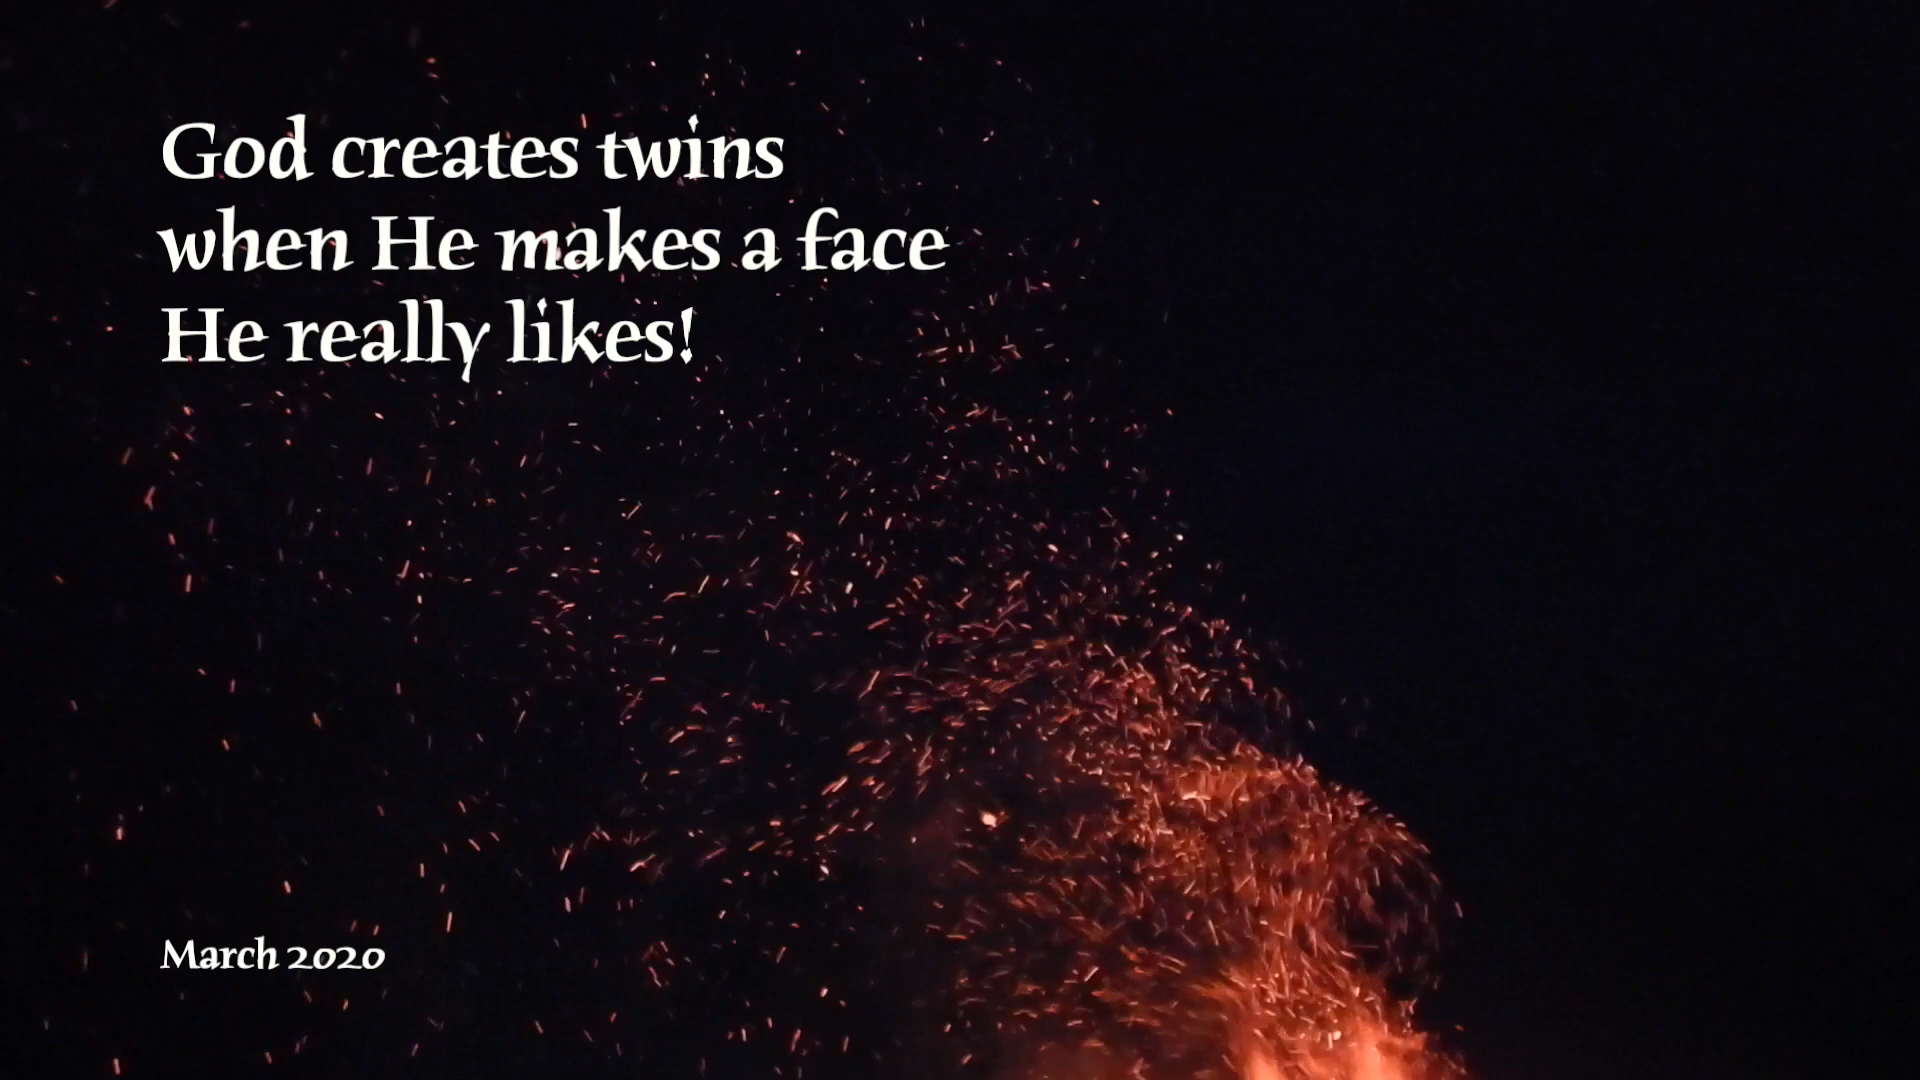 God creates twins
when He makes a face
He really likes!
March 2020